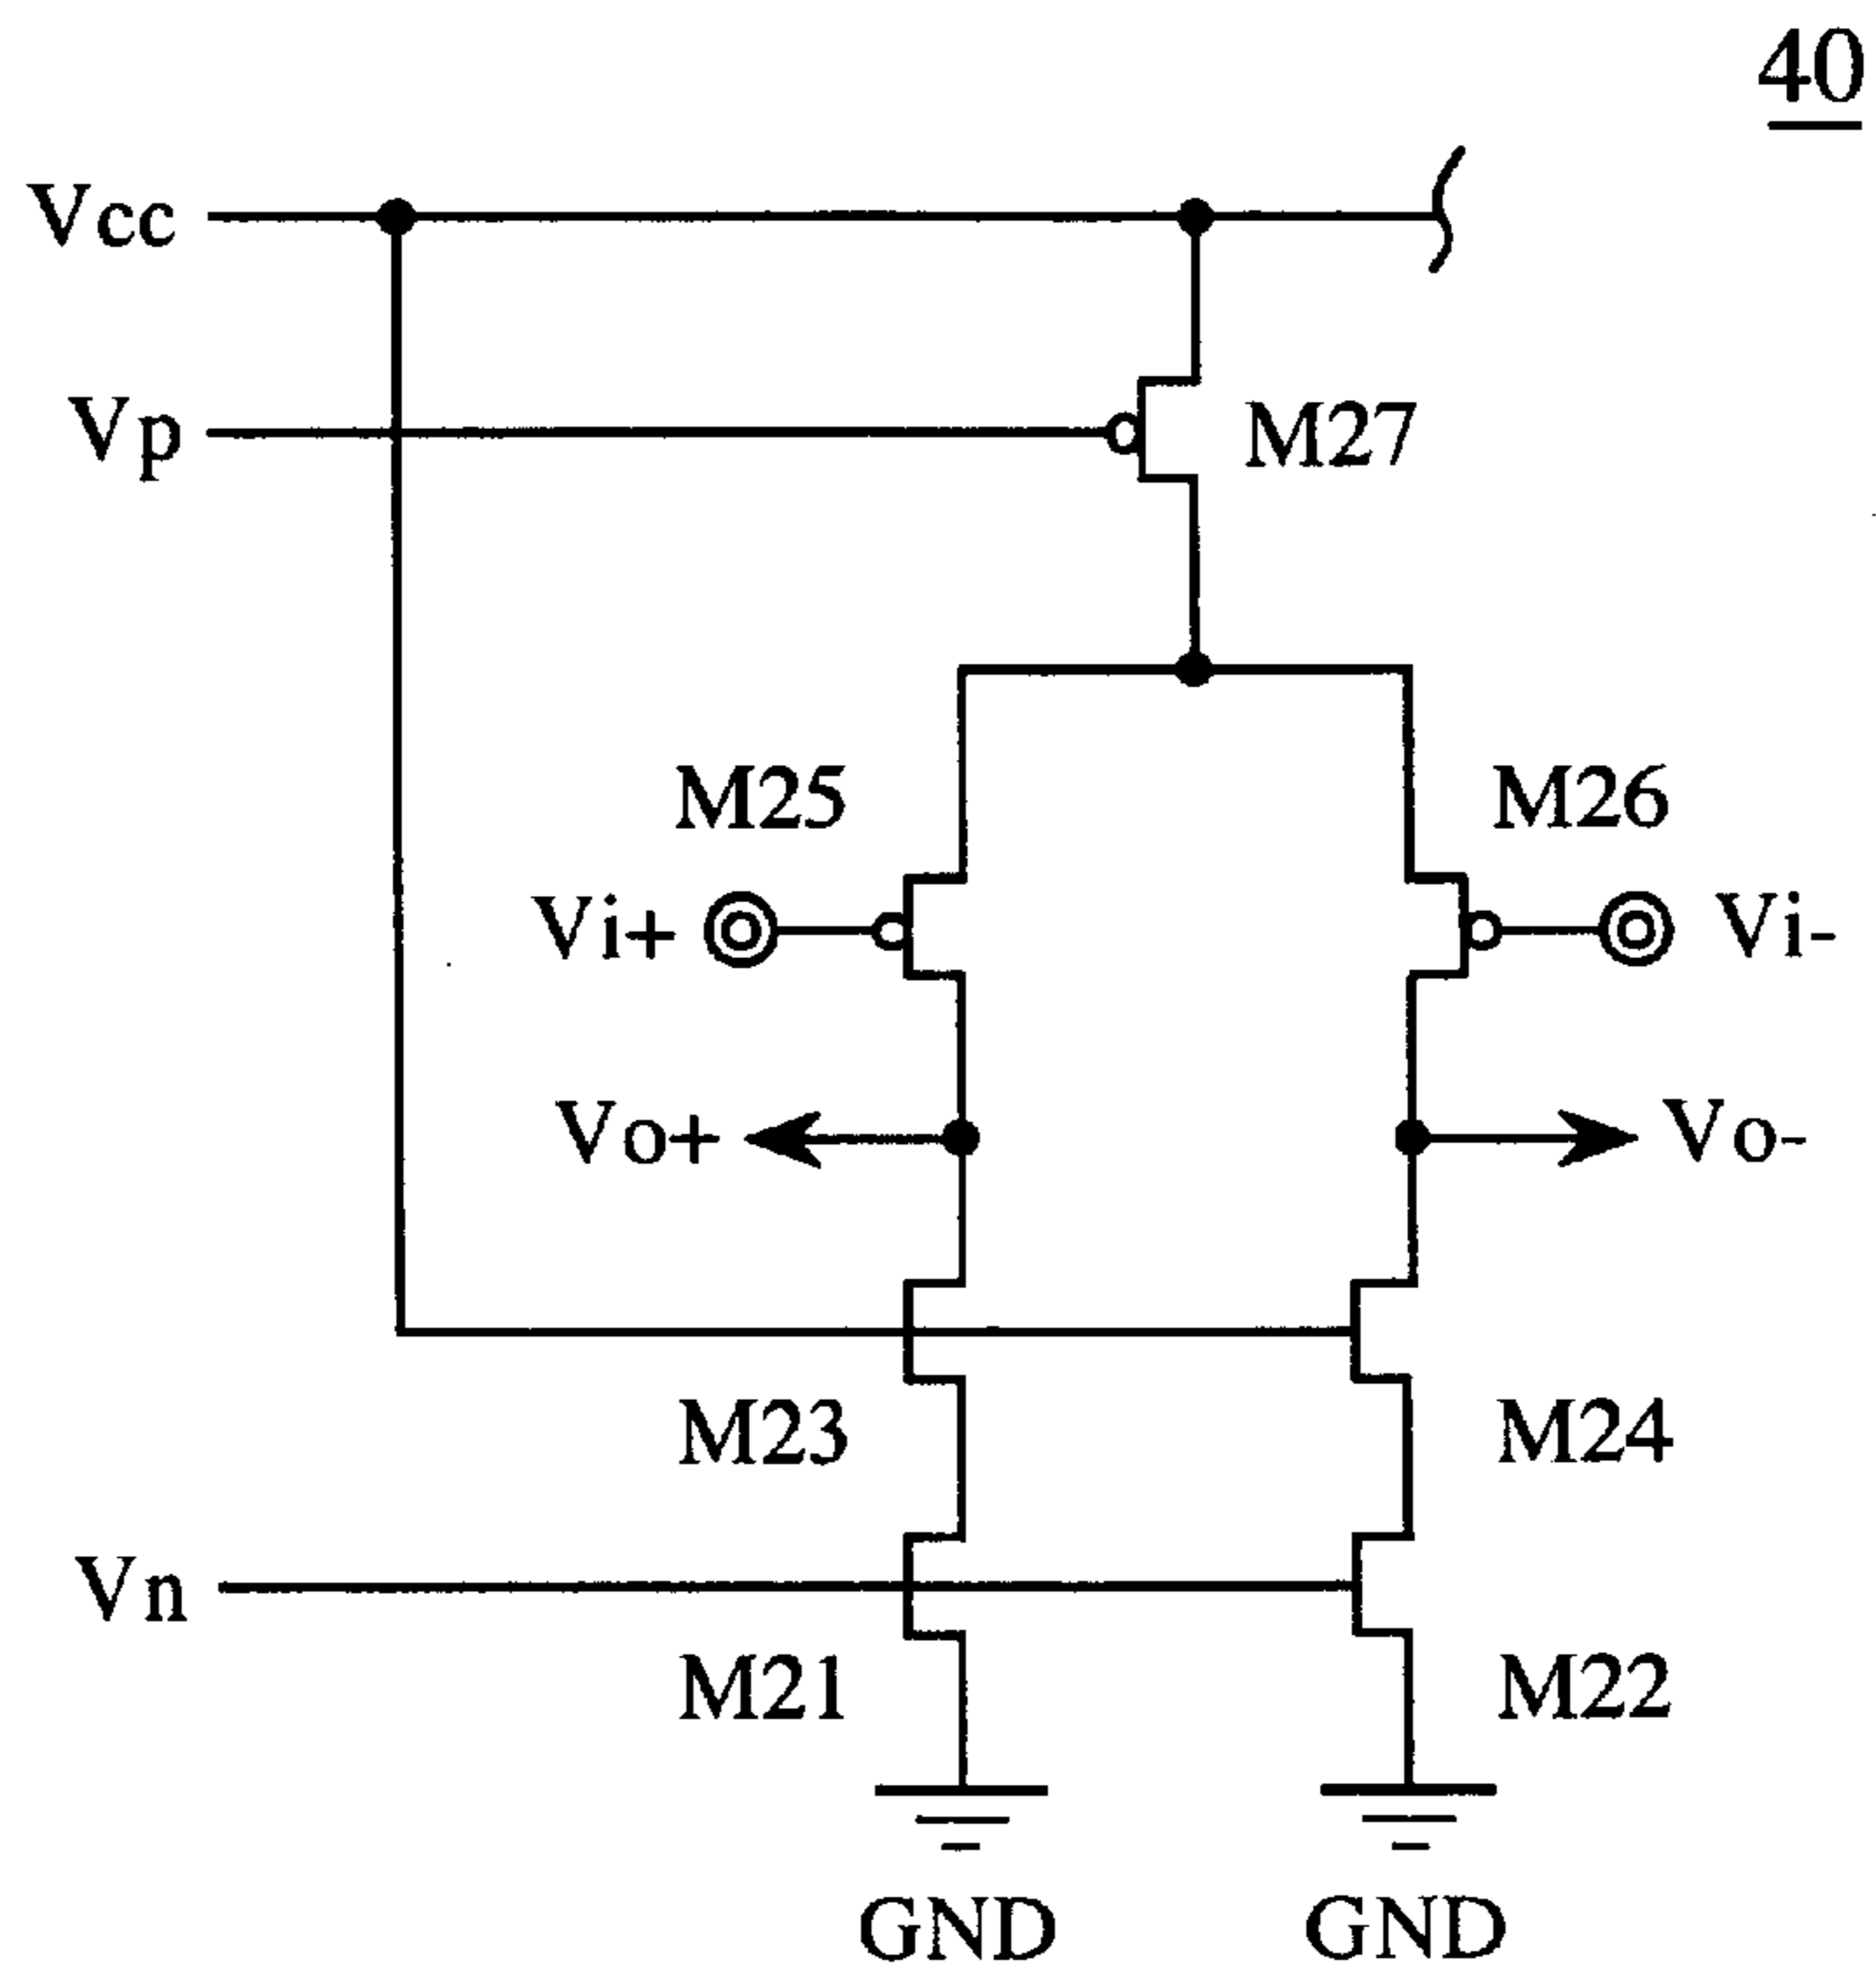 40
Vcc
Vp
M27
M25
M26
Vi+
Vi-
Vo+
Vo-
M23
M24
Vn
M21
M22
GND
GND